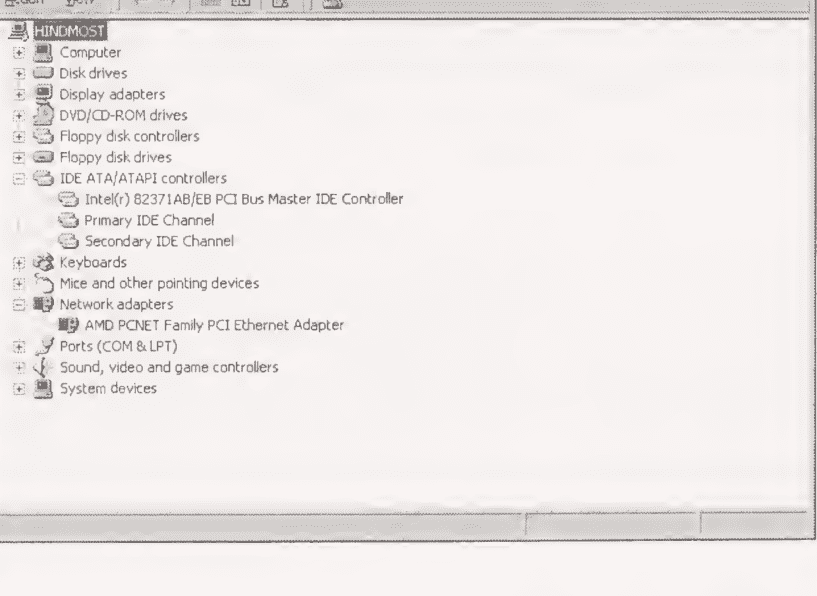 HINDMOST
Computer
Disk drives
Display adapters
DVD/CD-ROM drives
Floppy disk controllers
Floppy disk drives
IDE ATA/ATAPI controllers
Intel(r) 82371AB/EB PCI Bus Master IDE Controller
Primary IDE Channel
Secondary IDE Channel
Keyboards
Mice and other pointing devices
Network adapters
AMD PCNET Family PCI Ethernet Adapter
Ports (COM & LPT)
Sound, video and game controllers
System devices